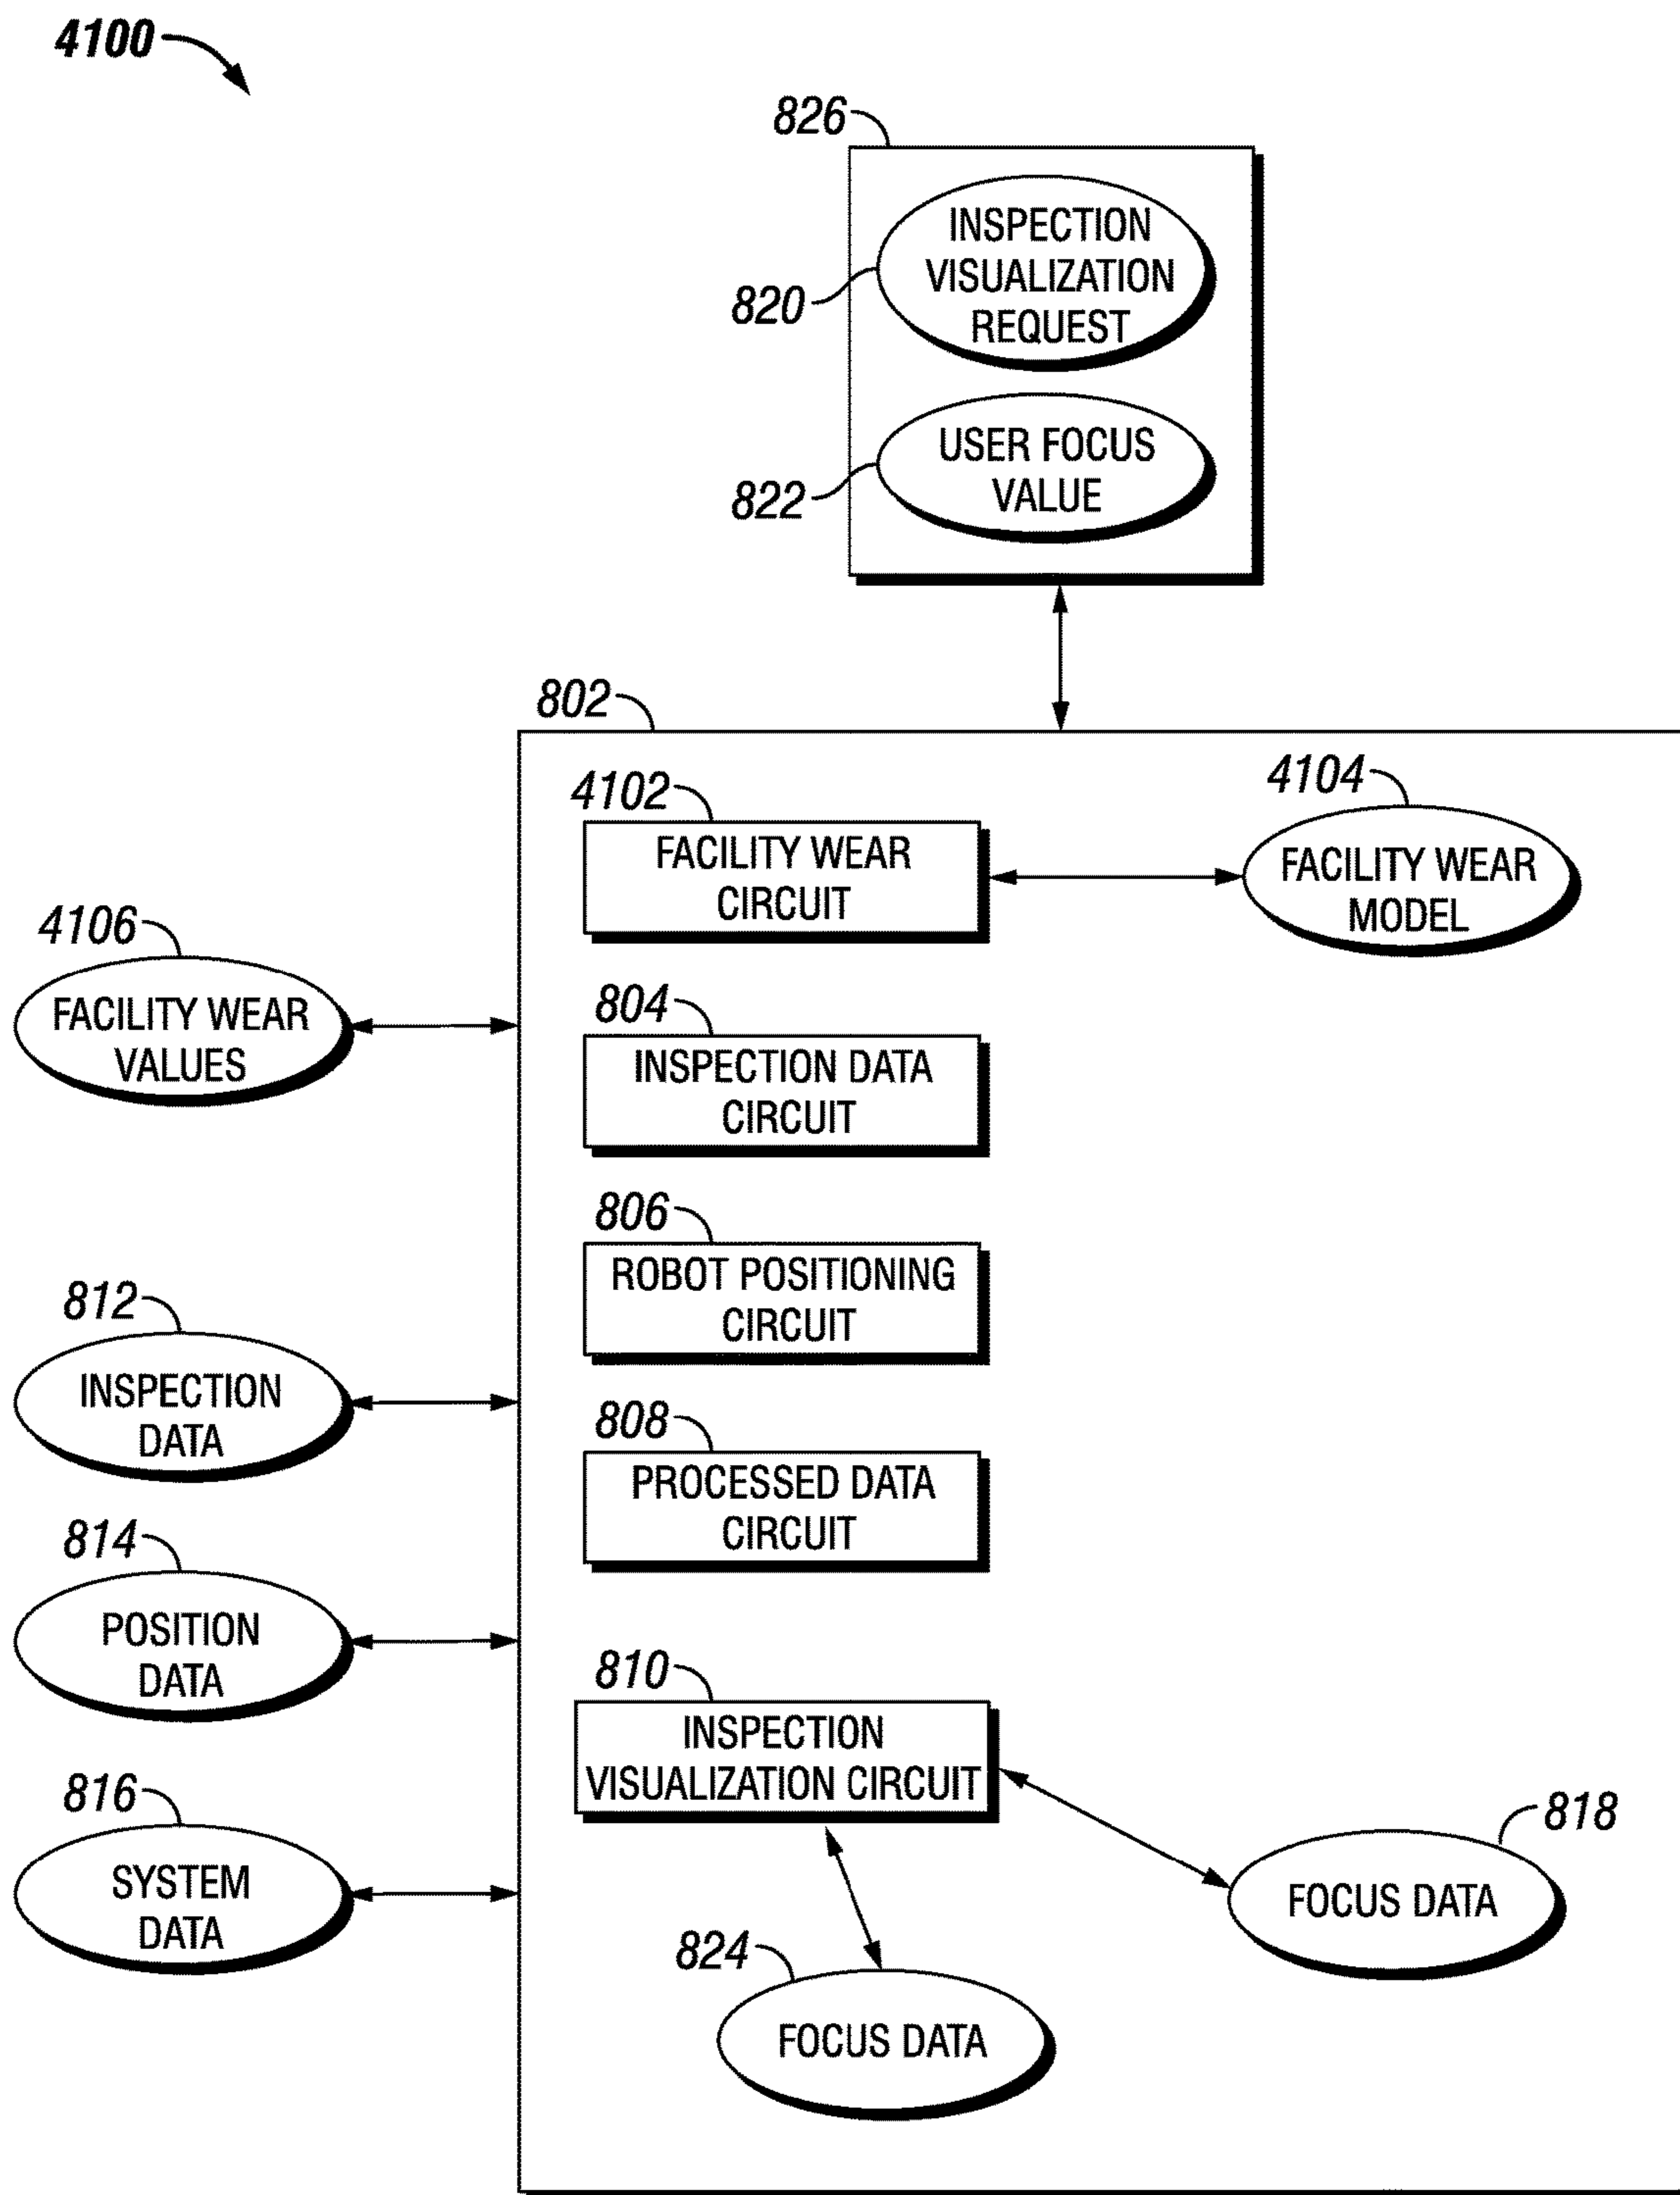 4100
826
INSPECTION
VISUALIZATION
REQUEST
820
USER FOCUS
VALUE
822
802
4102
FACILITY WEAR
CIRCUIT
4104
FACILITY WEAR
MODEL
4106
FACILITY WEAR
VALUES
804
INSPECTION DATA
CIRCUIT
806
ROBOT POSITIONING
CIRCUIT
812
INSPECTION
DATA
808
PROCESSED DATA
CIRCUIT
814
POSITION
DATA
810
INSPECTION
VISUALIZATION CIRCUIT
816
SYSTEM
DATA
818
FOCUS DATA
824
FOCUS DATA